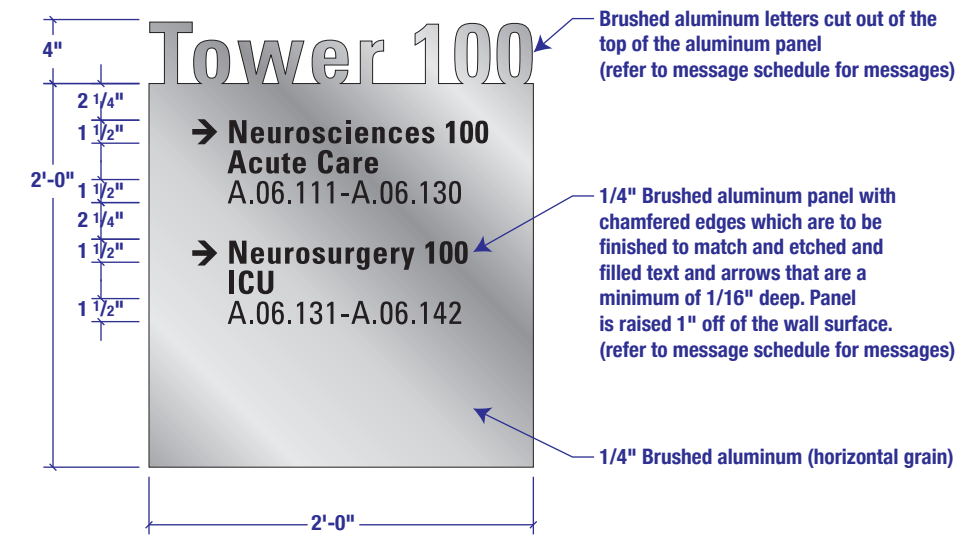 Tower 100
4"
2 1/4"
1 1/2"
2'-0"
1 1/2"
2 1/4"
1 1/2"
1 1/2"
➔ Neurosciences 100
Acute Care
A.06.111-A.06.130
➔ Neurosurgery 100
ICU
A.06.131-A.06.142
2'-0"
Brushed aluminum letters cut out of the
top of the aluminum panel
(refer to message schedule for messages)
1/4" Brushed aluminum panel with
chamfered edges which are to be
finished to match and etched and
filled text and arrows that are a
minimum of 1/16" deep. Panel
is raised 1" off of the wall surface.
(refer to message schedule for messages)
1/4" Brushed aluminum (horizontal grain)